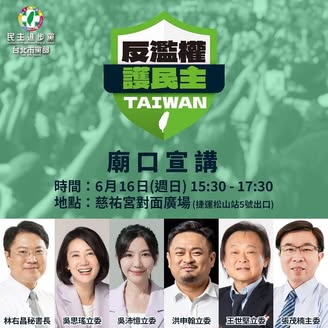 民主進步黨
台北市黨部
反濫權
護民主
TAIWAN
廟口宣講
時間：6月16日(週日) 15:30 - 17:30
地點：慈祐宮對面廣場 (捷運松山站5號出口)
林右昌秘書長 吳思瑤立委 吳沛憶立委 洪申翰立委 王世堅立委 張茂楠主委